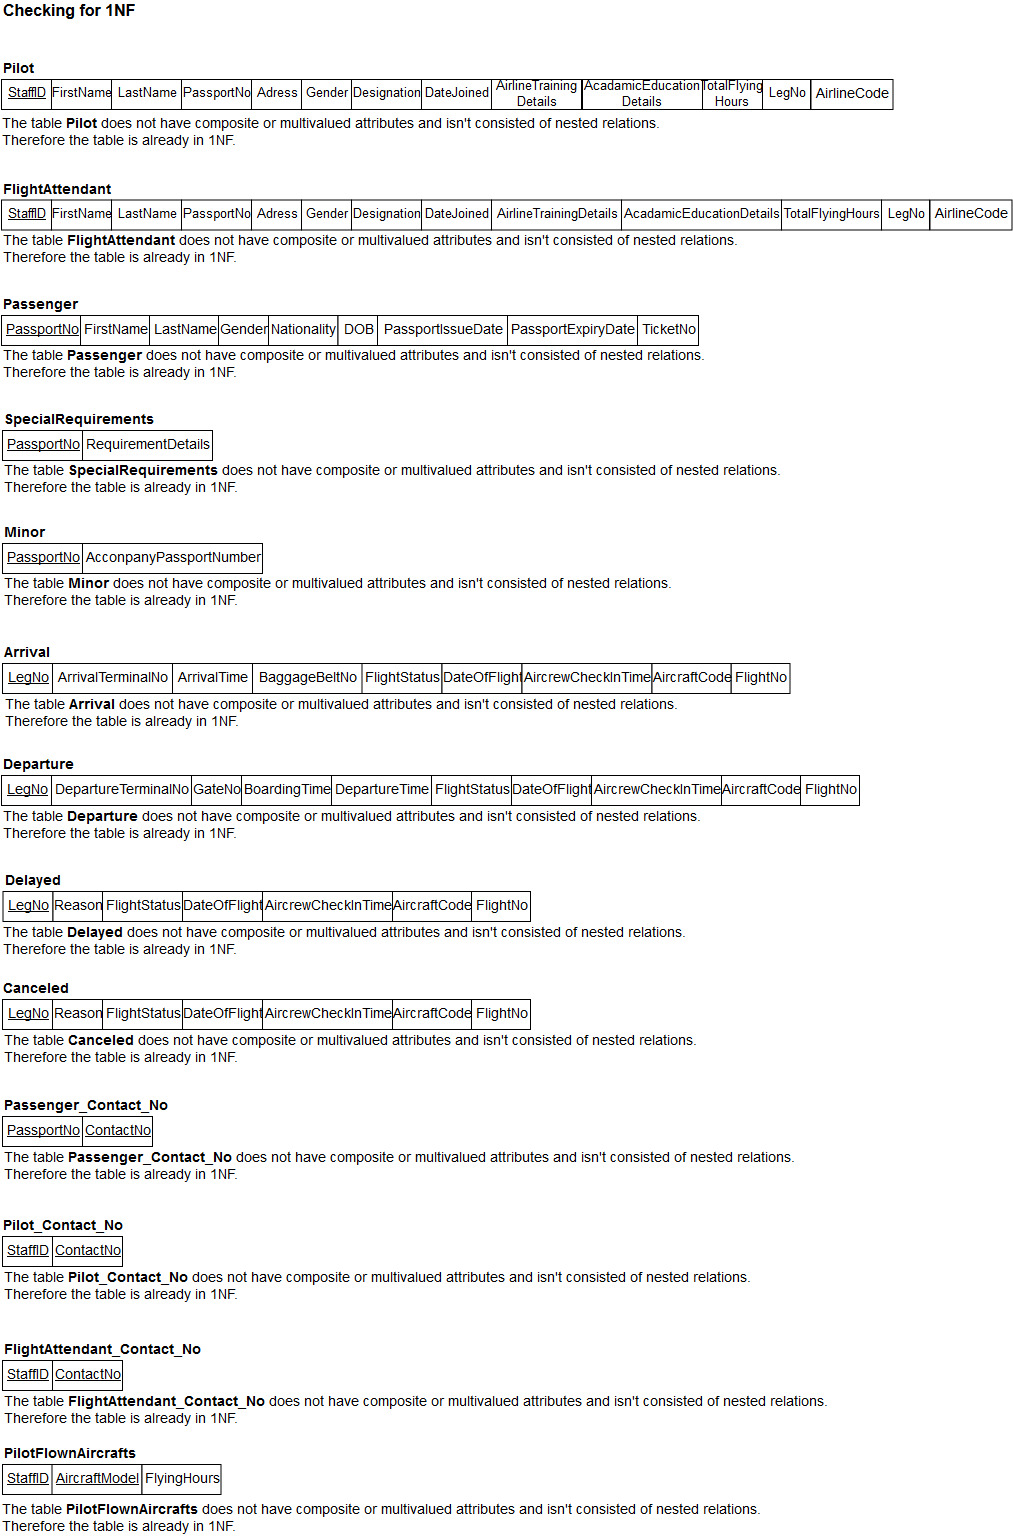 Checking for 1NF
Pilot
StaffID FirstName LastName PassportNo Adress Gender Designation DateJoined AirlineTraining Details AcadamicEducation Details TotalFlying Hours LegNo AirlineCode
The table Pilot does not have composite or multivalued attributes and isn't consisted of nested relations.
Therefore the table is already in 1NF.
FlightAttendant
StaffID FirstName LastName PassportNo Adress Gender Designation DateJoined AirlineTrainingDetails AcadamicEducationDetails TotalFlyingHours LegNo AirlineCode
The table FlightAttendant does not have composite or multivalued attributes and isn't consisted of nested relations.
Therefore the table is already in 1NF.
Passenger
PassportNo FirstName LastName Gender Nationality DOB PassportIssueDate PassportExpiryDate TicketNo
The table Passenger does not have composite or multivalued attributes and isn't consisted of nested relations.
Therefore the table is already in 1NF.
SpecialRequirements
PassportNo RequirementDetails
The table SpecialRequirements does not have composite or multivalued attributes and isn't consisted of nested relations.
Therefore the table is already in 1NF.
Minor
PassportNo AcconpanyPassportNumber
The table Minor does not have composite or multivalued attributes and isn't consisted of nested relations.
Therefore the table is already in 1NF.
Arrival
LegNo ArrivalTerminalNo ArrivalTime BaggageBeltNo FlightStatus DateOfFlight AircrewCheckInTime AircraftCode FlightNo
The table Arrival does not have composite or multivalued attributes and isn't consisted of nested relations.
Therefore the table is already in 1NF.
Departure
LegNo DepartureTerminalNo GateNo BoardingTime DepartureTime FlightStatus DateOfFlight AircrewCheckInTime AircraftCode FlightNo
The table Departure does not have composite or multivalued attributes and isn't consisted of nested relations.
Therefore the table is already in 1NF.
Delayed
LegNo Reason FlightStatus DateOfFlight AircrewCheckInTime AircraftCode FlightNo
The table Delayed does not have composite or multivalued attributes and isn't consisted of nested relations.
Therefore the table is already in 1NF.
Canceled
LegNo Reason FlightStatus DateOfFlight AircrewCheckInTime AircraftCode FlightNo
The table Canceled does not have composite or multivalued attributes and isn't consisted of nested relations.
Therefore the table is already in 1NF.
Passenger_Contact_No
PassportNo ContactNo
The table Passenger_Contact_No does not have composite or multivalued attributes and isn't consisted of nested relations.
Therefore the table is already in 1NF.
Pilot_Contact_No
StaffID ContactNo
The table Pilot_Contact_No does not have composite or multivalued attributes and isn't consisted of nested relations.
Therefore the table is already in 1NF.
FlightAttendant_Contact_No
StaffID ContactNo
The table FlightAttendant_Contact_No does not have composite or multivalued attributes and isn't consisted of nested relations.
Therefore the table is already in 1NF.
PilotFlownAircrafts
StaffID AircraftModel FlyingHours
The table PilotFlownAircrafts does not have composite or multivalued attributes and isn't consisted of nested relations.
Therefore the table is already in 1NF.